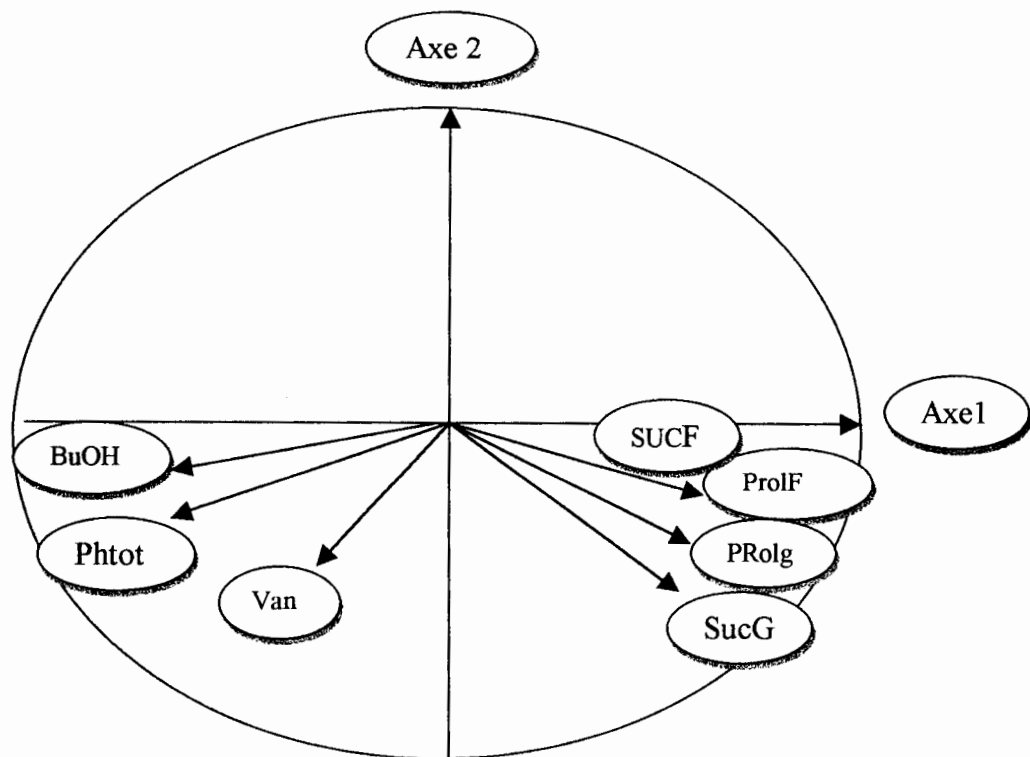 Axe 2
Axe1
SUCF
BuOH
ProlF
Phtot
PRolg
Van
SucG